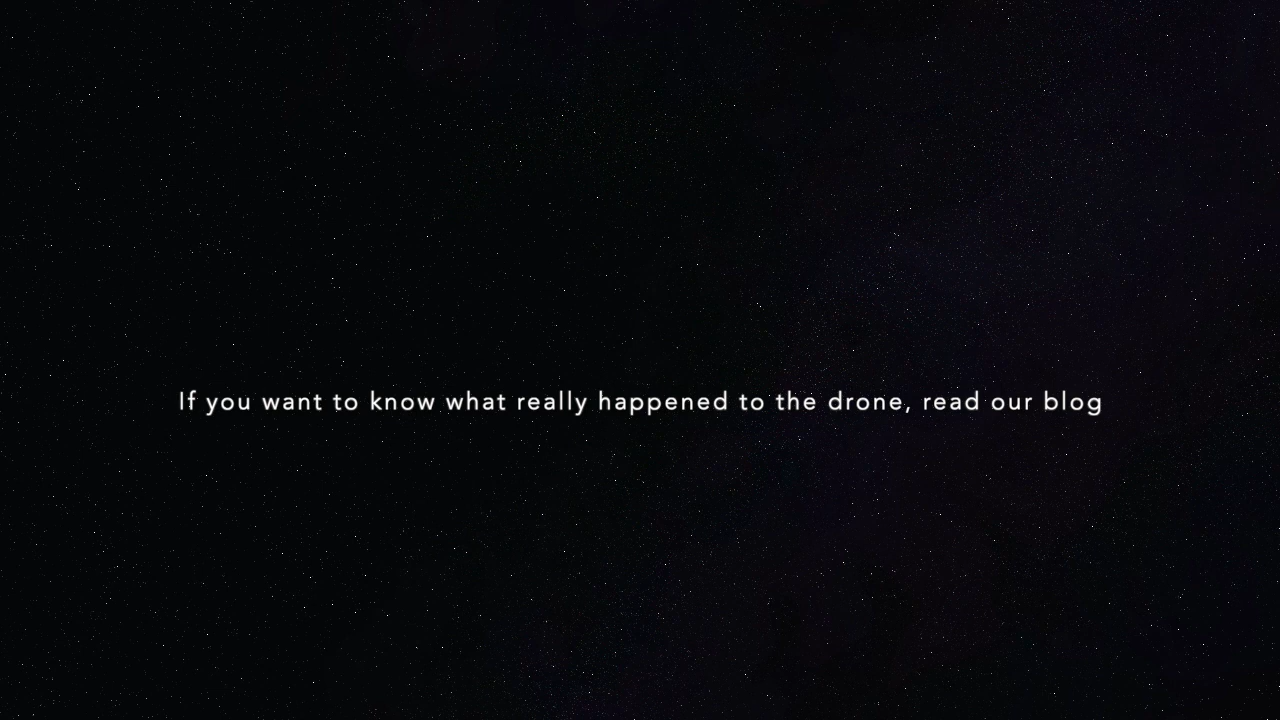 If you want to know what really happened to the drone, read our blog